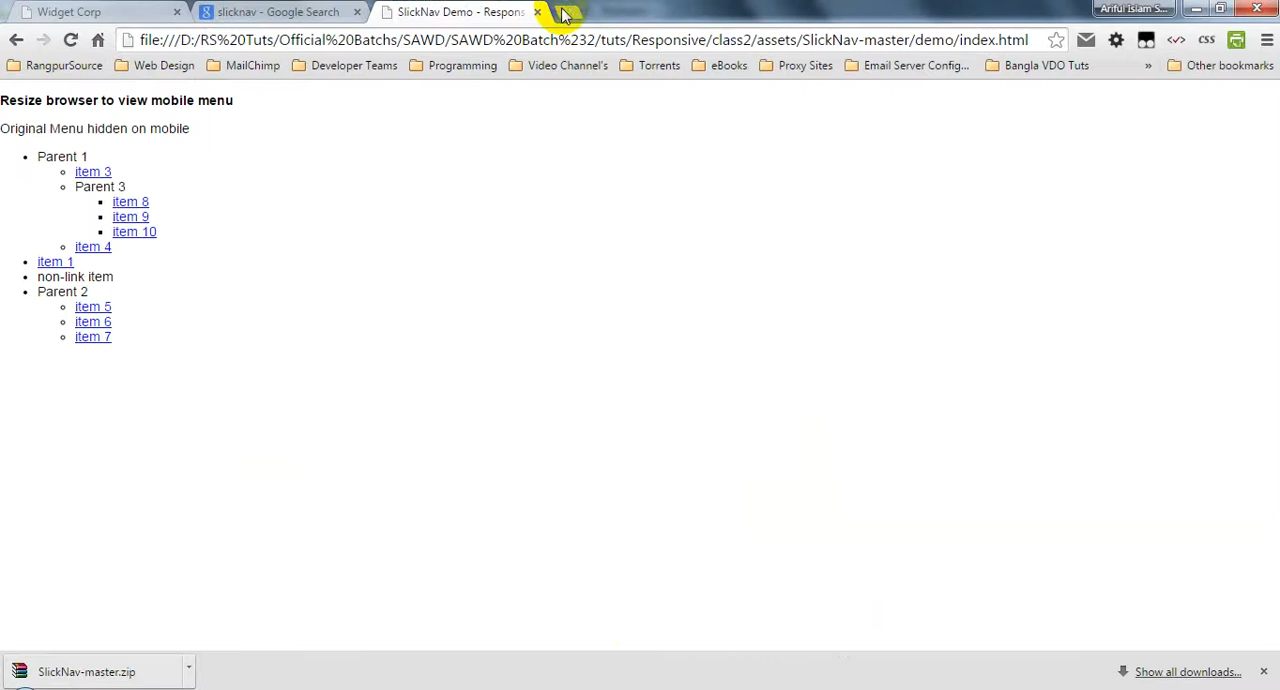 Widget Corp
slicknav - Google Search
SlickNav Demo - Respons
Ariful Islam S...
file:///D:/RS%20Tuts/Official%20Batchs/SAWD/SAWD%20Batch%232/tuts/Responsive/class2/assets/SlickNav-master/demo/index.html
CSS
RangpurSource
Web Design
MailChimp
Developer Teams
Programming
Video Channel's
Torrents
eBooks
Proxy Sites
Email Server Config...
Bangla VDO Tuts
»
Other bookmarks
Resize browser to view mobile menu
Original Menu hidden on mobile
Parent 1
item 3
Parent 3
item 8
item 9
item 10
item 4
item 1
non-link item
Parent 2
item 5
item 6
item 7
SlickNav-master.zip
Show all downloads...